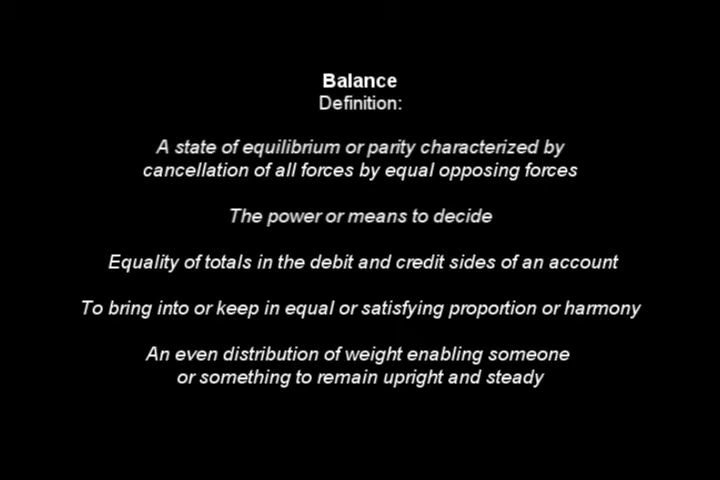 Balance
Definition:
A state of equilibrium or parity characterized by
cancellation of all forces by equal opposing forces
The power or means to decide
Equality of totals in the debit and credit sides of an account
To bring into or keep in equal or satisfying proportion or harmony
An even distribution of weight enabling someone
or something to remain upright and steady